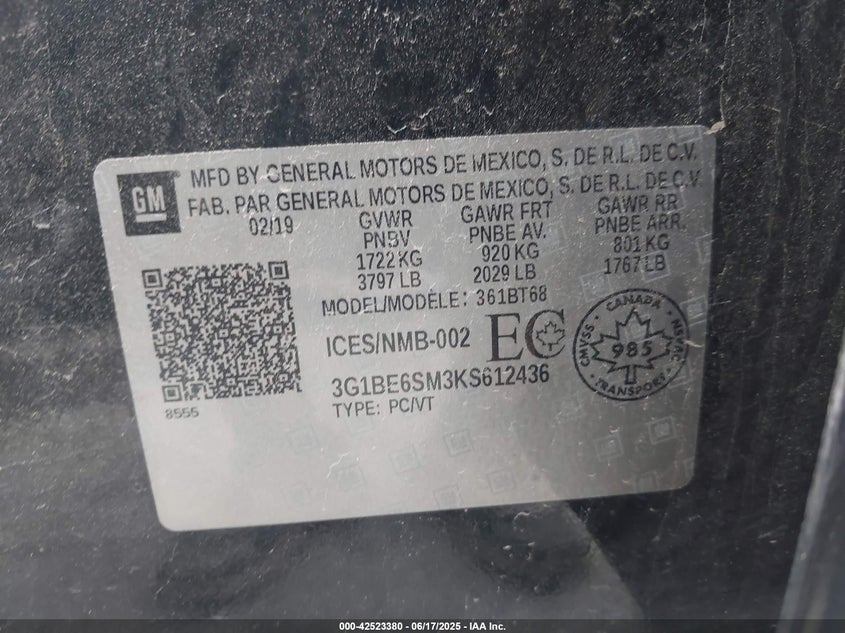 GM
MFD BY GENERAL MOTORS DE MEXICO, S. DE R.L. DE C.V.
FAB. PAR GENERAL MOTORS DE MEXICO, S. DE R.L. DE C.V.
02/19 GVWR GAWR FRT GAWR RR
PNBV PNBE AV. PNBE ARR.
1722 KG 920 KG 801 KG
3797 LB 2029 LB 1767 LB
MODEL/MODÈLE: 361BT68
ICES/NMB-002 EC
CANADA
CMVSS 985 NSVAC
TRANSPORT
3G1BE6SM3KS612436
8555
TYPE: PC/VT
000-42523380 - 06/17/2025 - IAA Inc.